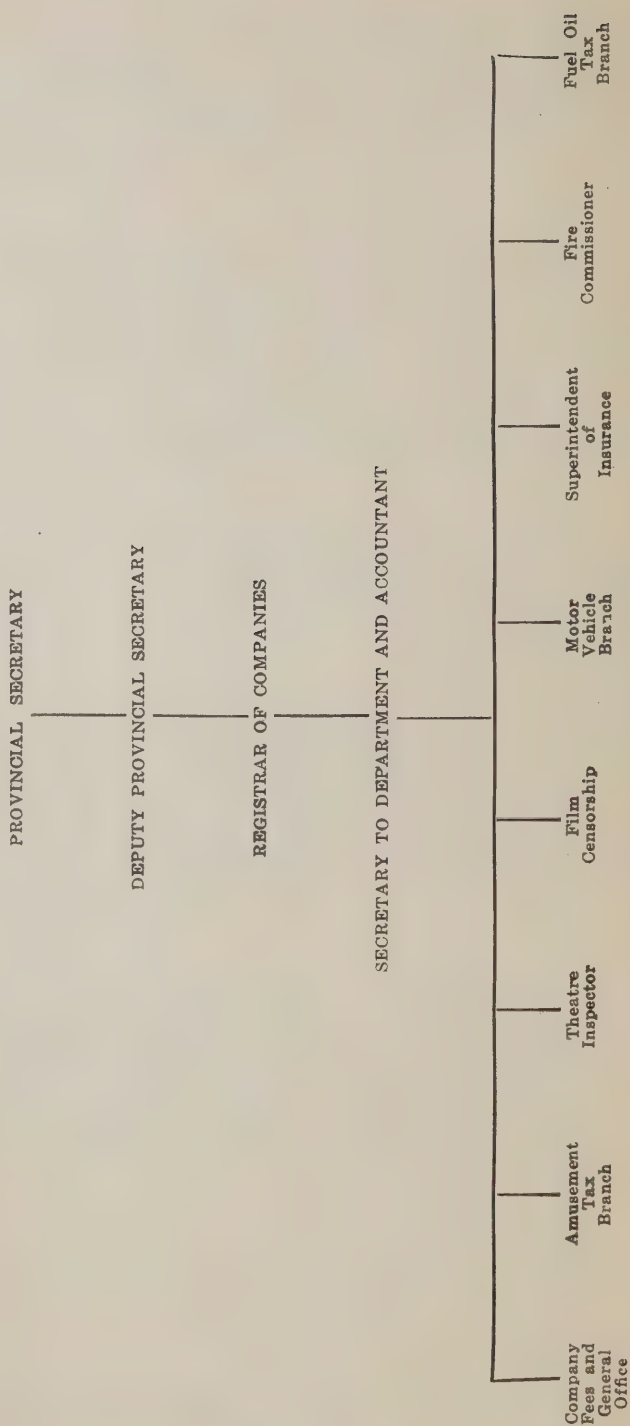 PROVINCIAL SECRETARY
DEPUTY PROVINCIAL SECRETARY
REGISTRAR OF COMPANIES
SECRETARY TO DEPARTMENT AND ACCOUNTANT
Company
Fees and
General
Office
Amusement
Tax
Branch
Theatre
Inspector
Film
Censorship
Motor
Vehicle
Branch
Superintendent
of
Insurance
Fire
Commissioner
Fuel Oil
Tax
Branch